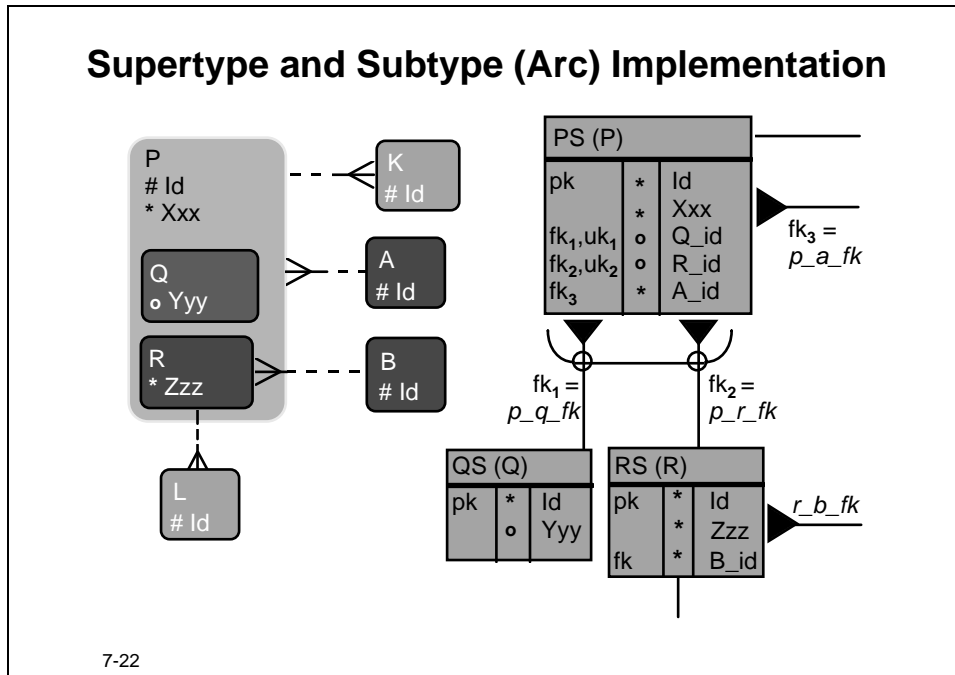 Supertype and Subtype (Arc) Implementation
P
# Id
* Xxx
Q
o Yyy
R
* Zzz
K
# Id
A
# Id
B
# Id
L
# Id
PS (P)
pk * Id
* Xxx
fk1,uk1 o Q_id
fk2,uk2 o R_id
fk3 * A_id
fk3 =
p_a_fk
fk1 =
p_q_fk
fk2 =
p_r_fk
QS (Q)
pk * Id
o Yyy
RS (R)
pk * Id
* Zzz
fk * B_id
r_b_fk
7-22